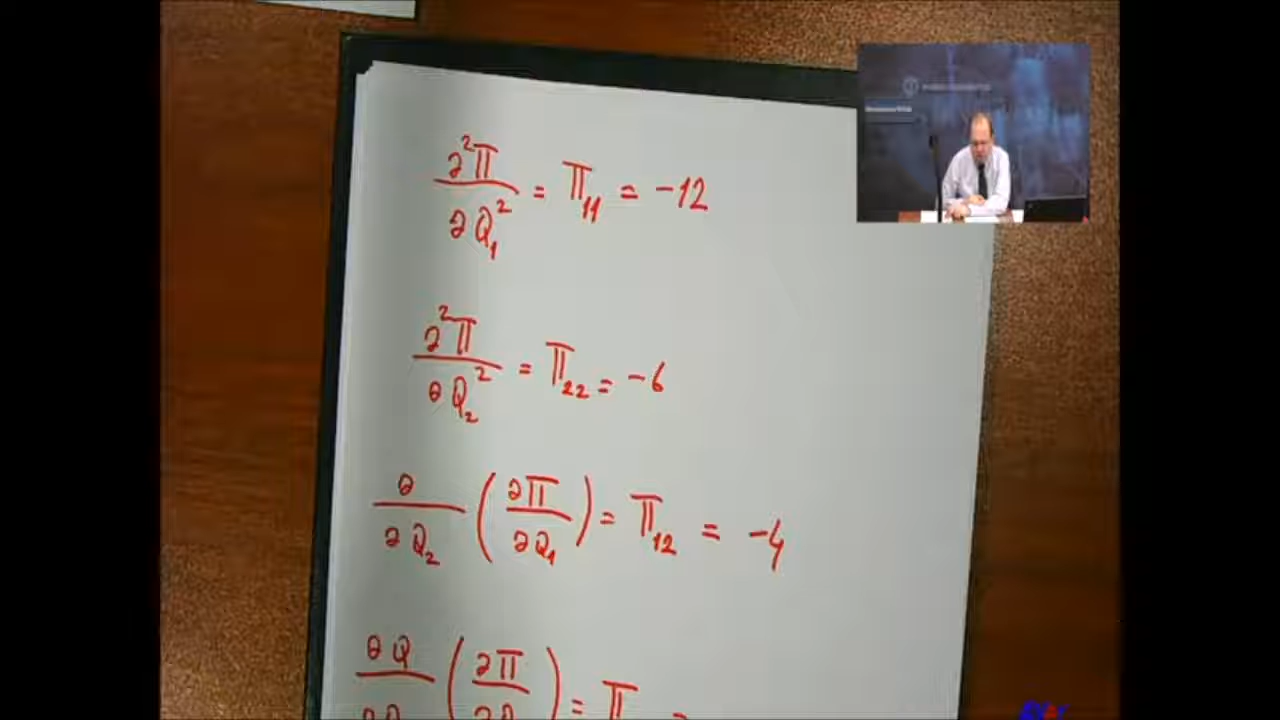 ∂²Π/∂Q₁² = Π₁₁ = -12
∂²Π/∂Q₂² = Π₂₂ = -6
∂/∂Q₂ (∂Π/∂Q₁) = Π₁₂ = -4
∂Q/∂Q (∂Π/∂Q) = Π =